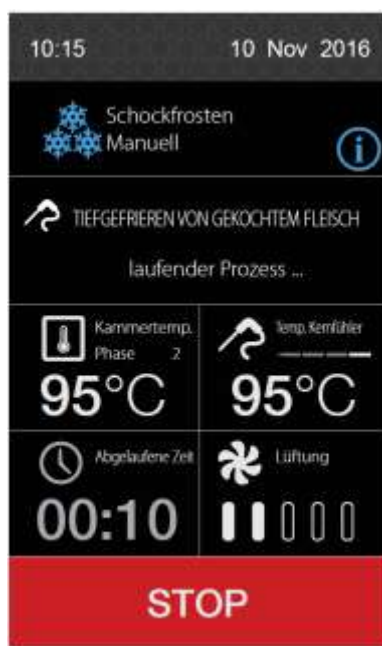 10:15 10 Nov 2016
Schockfrosten
Manuell
TIEFGEFRIEREN VON GEKOCHTEM FLEISCH
laufender Prozess ...
Kammertemp.
Phase 2
95°C
Temp. Kernfühler
95°C
Abgelaufene Zeit
00:10
Lüftung
STOP